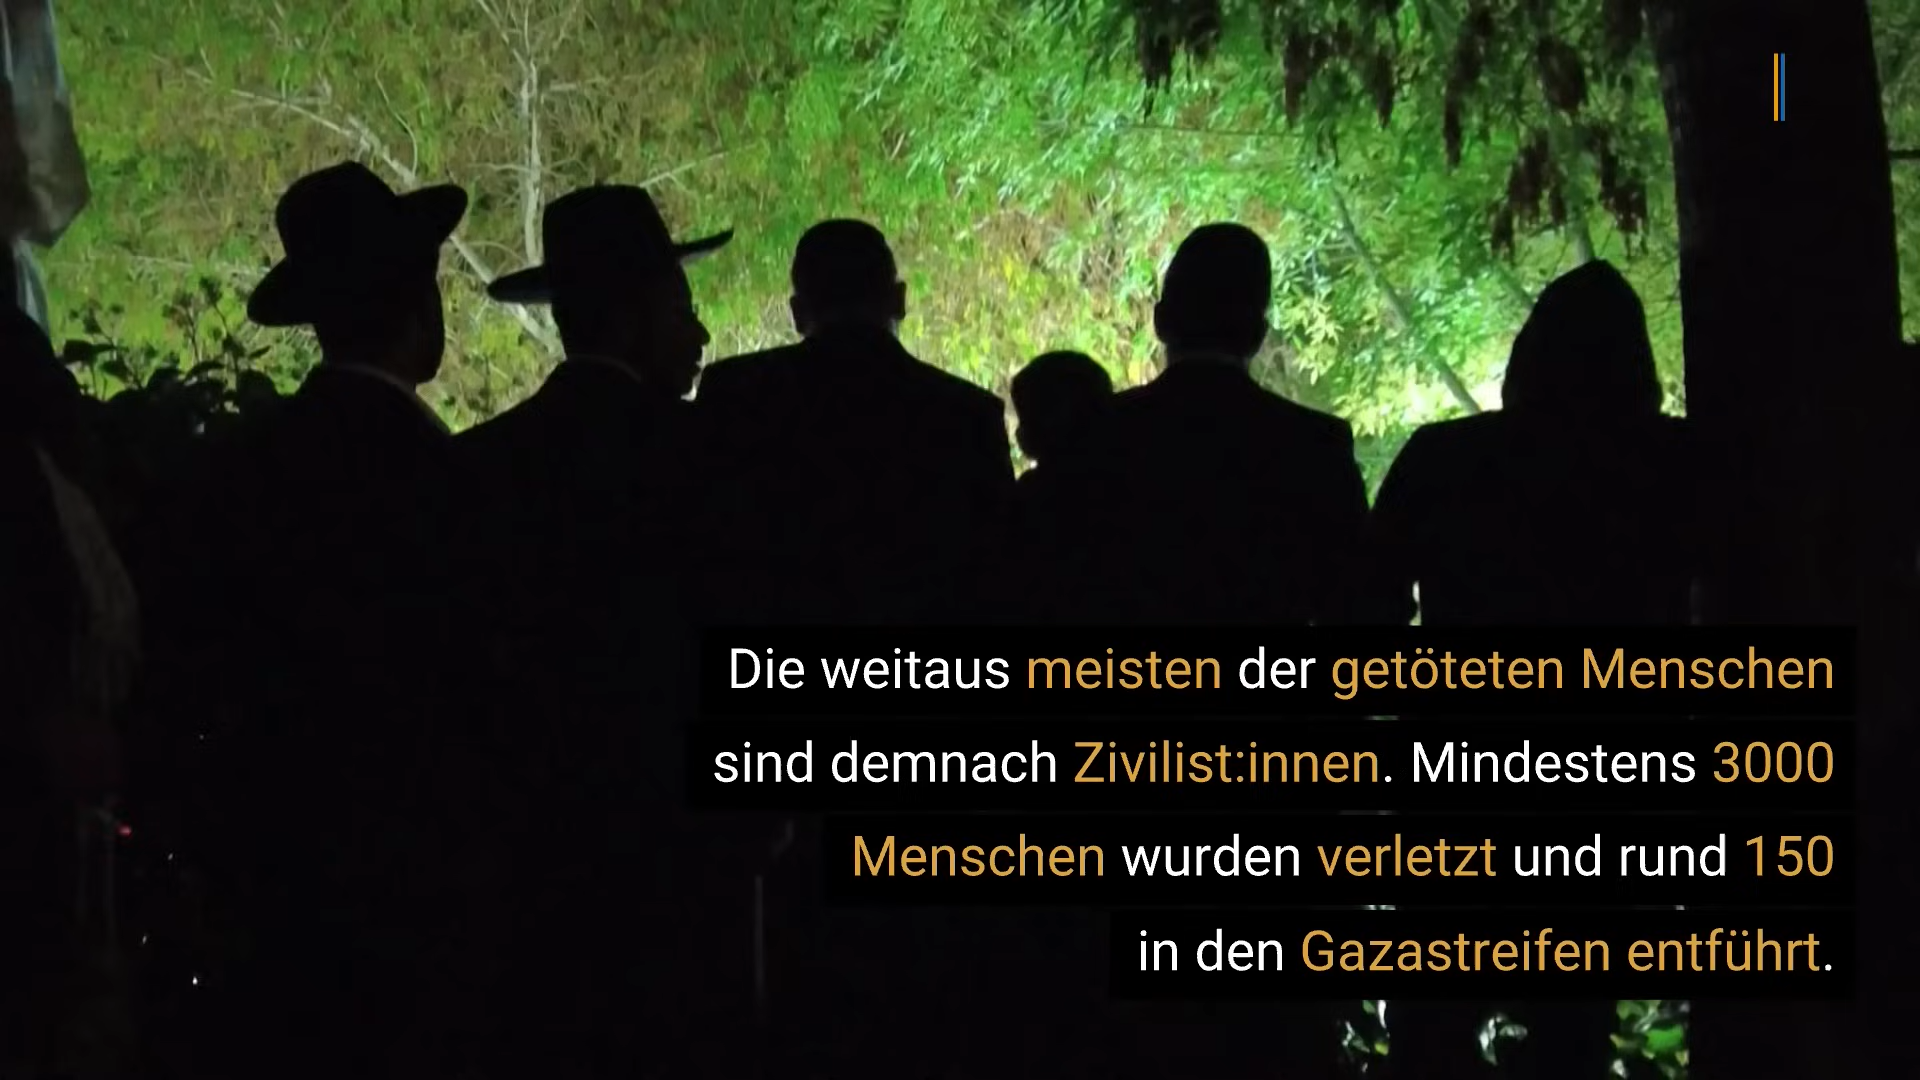 Die weitaus meisten der getöteten Menschen
sind demnach Zivilist:innen. Mindestens 3000
Menschen wurden verletzt und rund 150
in den Gazastreifen entführt.